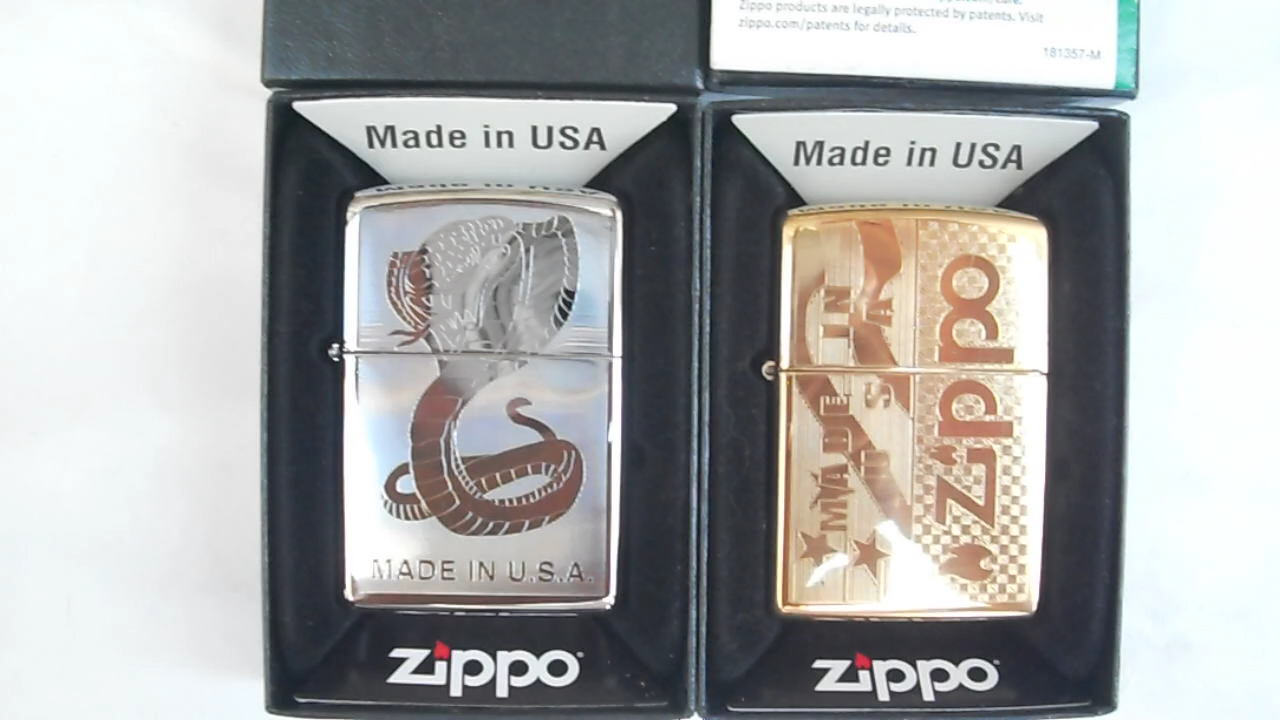 Zippo products are legally protected by patents. Visit
zippo.com/patents for details.
181357-M
Made in USA
MADE IN U.S.A.
zippo
Made in USA
MADE IN
U S A
zippo
zippo